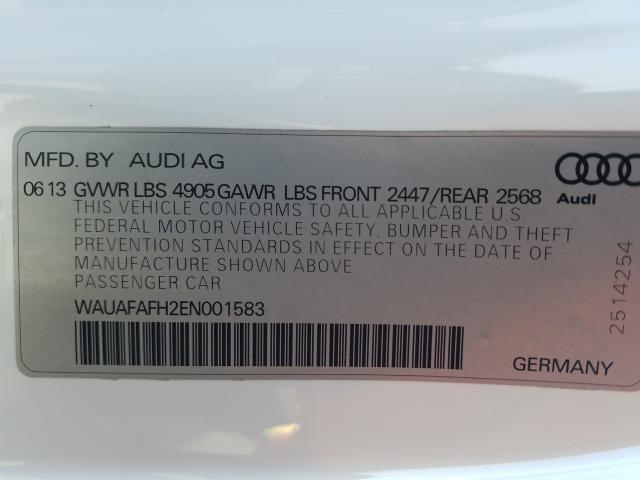 MFD. BY AUDI AG
0613 GVWR LBS 4905 GAWR LBS FRONT 2447/REAR 2568
Audi
THIS VEHICLE CONFORMS TO ALL APPLICABLE U.S.
FEDERAL MOTOR VEHICLE SAFETY, BUMPER AND THEFT
PREVENTION STANDARDS IN EFFECT ON THE DATE OF
MANUFACTURE SHOWN ABOVE
PASSENGER CAR
WAUAFAFH2EN001583
GERMANY
2514254